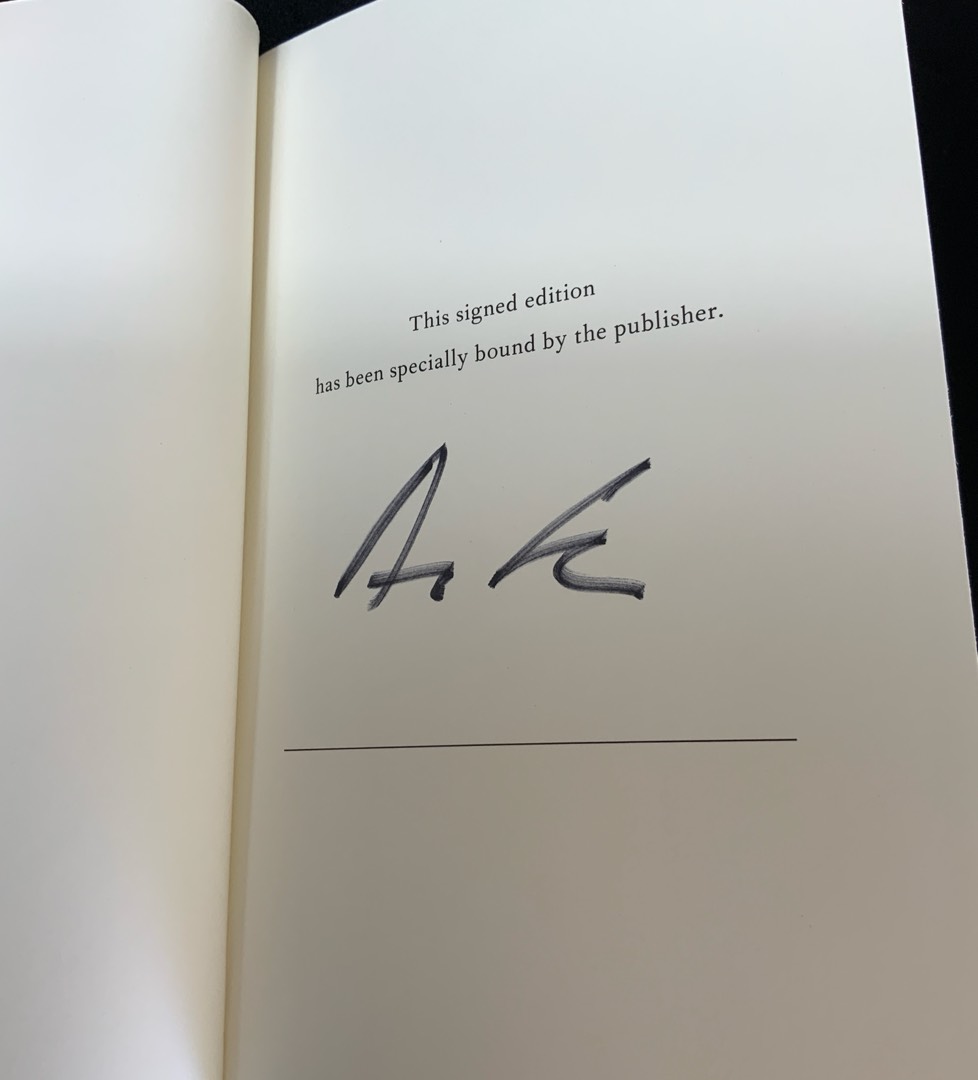 This signed edition
has been specially bound by the publisher.